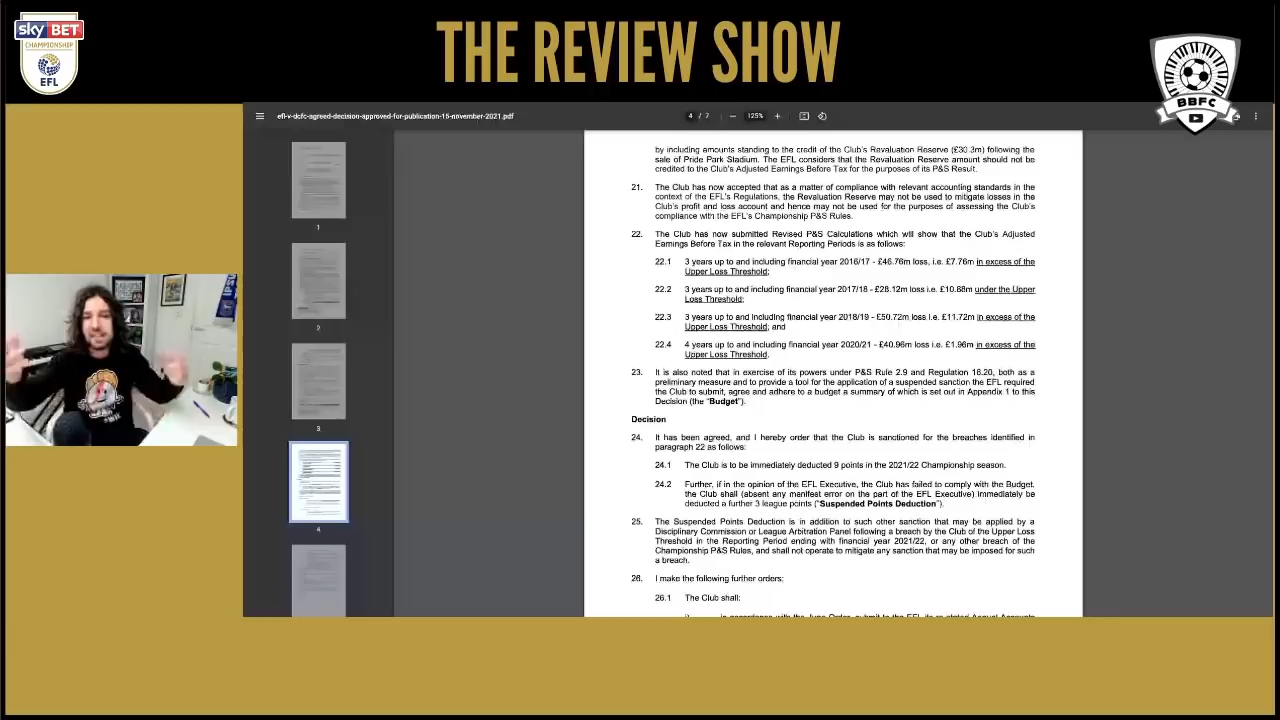 sky BET
CHAMPIONSHIP
EFL
THE REVIEW SHOW
BBFC
efl-v-dcfc-agreed-decision-approved-for-publication-15-november-2021.pdf
4 / 7
125%
by including amounts standing to the credit of the Club's Revaluation Reserve (£30.3m) following the
sale of Pride Park Stadium. The EFL considers that the Revaluation Reserve amount should not be
credited to the Club's Adjusted Earnings Before Tax for the purposes of its P&S Result.
21. The Club has now accepted that as a matter of compliance with relevant accounting standards in the
context of the EFL's Regulations, the Revaluation Reserve may not be used to mitigate losses in the
Club's profit and loss account and hence may not be used for the purposes of assessing the Club's
compliance with the EFL's Championship P&S Rules.
22. The Club has now submitted Revised P&S Calculations which will show that the Club's Adjusted
Earnings Before Tax in the relevant Reporting Periods is as follows:
22.1 3 years up to and including financial year 2016/17 - £46.76m loss, i.e. £7.76m in excess of the
Upper Loss Threshold;
22.2 3 years up to and including financial year 2017/18 - £28.12m loss i.e. £10.88m under the Upper
Loss Threshold;
22.3 3 years up to and including financial year 2018/19 - £50.72m loss i.e. £11.72m in excess of the
Upper Loss Threshold; and
22.4 4 years up to and including financial year 2020/21 - £40.96m loss i.e. £1.96m in excess of the
Upper Loss Threshold.
23. It is also noted that in exercise of its powers under P&S Rule 2.9 and Regulation 16.20, both as a
preliminary measure and to provide a tool for the application of a suspended sanction the EFL required
the Club to submit, agree and adhere to a budget a summary of which is set out in Appendix 1 to this
Decision (the "Budget").
Decision
24. It has been agreed, and I hereby order that the Club is sanctioned for the breaches identified in
paragraph 22 as follows:
24.1 The Club is to be immediately deducted 9 points in the 2021/22 Championship season.
24.2 Further, if in the opinion of the EFL Executive, the Club has failed to comply with the Budget,
the Club shall (absent any manifest error on the part of the EFL Executive) immediately be
deducted a further 3 league points ("Suspended Points Deduction").
25. The Suspended Points Deduction is in addition to such other sanction that may be applied by a
Disciplinary Commission or League Arbitration Panel following a breach by the Club of the Upper Loss
Threshold in the Reporting Period ending with financial year 2021/22, or any other breach of the
Championship P&S Rules, and shall not operate to mitigate any sanction that may be imposed for such
a breach.
26. I make the following further orders:
26.1 The Club shall:
1
2
3
4